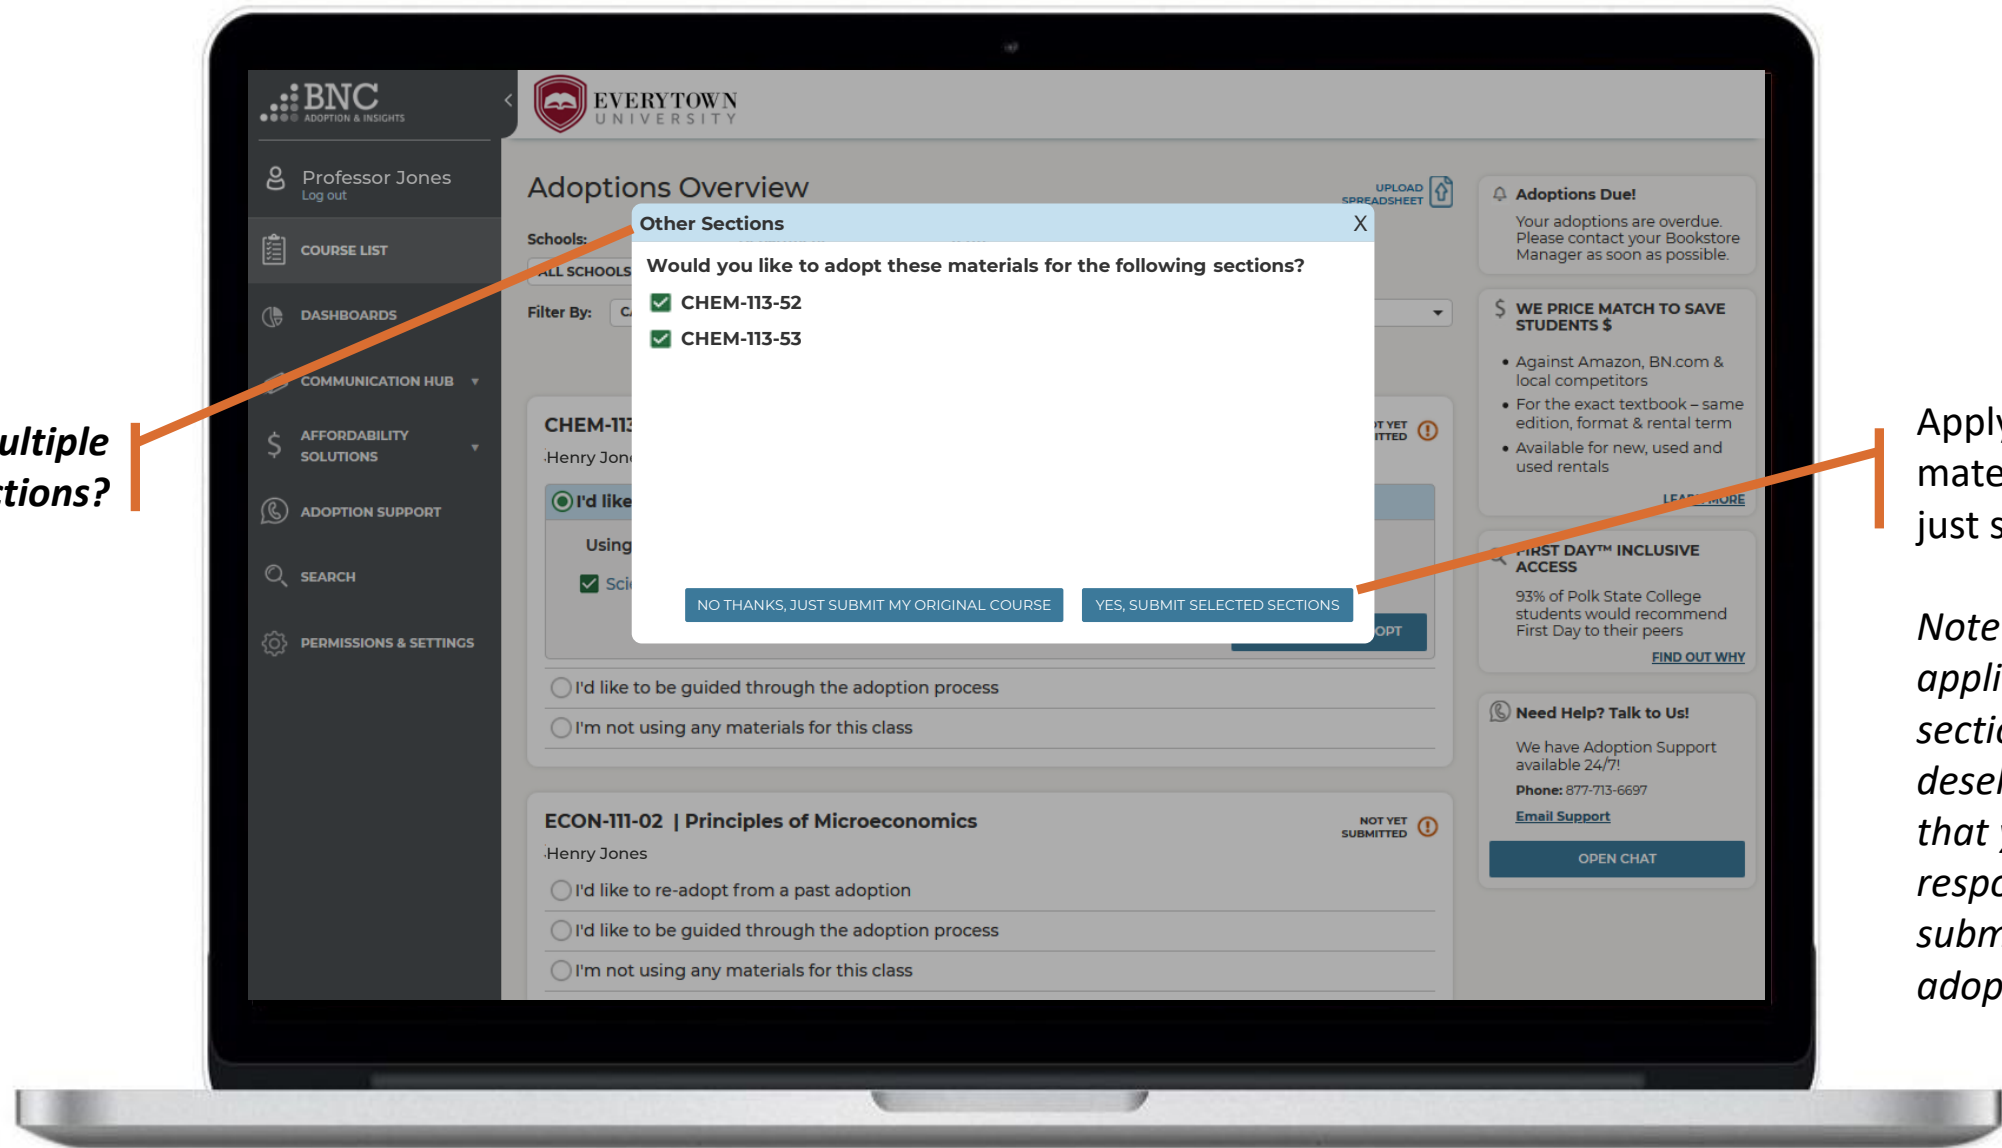 BNC
ADOPTION & INSIGHTS
EVERYTOWN
UNIVERSITY
Professor Jones
Log out
COURSE LIST
DASHBOARDS
COMMUNICATION HUB
AFFORDABILITY
SOLUTIONS
ADOPTION SUPPORT
SEARCH
PERMISSIONS & SETTINGS
Adoptions Overview
UPLOAD
SPREADSHEET
Schools:
ALL SCHOOLS
Filter By:
Other Sections
X
Would you like to adopt these materials for the following sections?
CHEM-113-52
CHEM-113-53
NO THANKS, JUST SUBMIT MY ORIGINAL COURSE
YES, SUBMIT SELECTED SECTIONS
CHEM-113
Henry Jon
I'd like
Using
Sci
I'd like to be guided through the adoption process
I'm not using any materials for this class
ECON-111-02 | Principles of Microeconomics
NOT YET
SUBMITTED
Henry Jones
I'd like to re-adopt from a past adoption
I'd like to be guided through the adoption process
I'm not using any materials for this class
Adoptions Due!
Your adoptions are overdue.
Please contact your Bookstore
Manager as soon as possible.
$ WE PRICE MATCH TO SAVE
STUDENTS $
• Against Amazon, BN.com &
local competitors
• For the exact textbook – same
edition, format & rental term
• Available for new, used and
used rentals
LEARN MORE
FIRST DAY™ INCLUSIVE
ACCESS
93% of Polk State College
students would recommend
First Day to their peers
FIND OUT WHY
Need Help? Talk to Us!
We have Adoption Support
available 24/7!
Phone: 877-713-6697
Email Support
OPEN CHAT
ultiple
ctions?
Apply
mate
just s
Note
appli
sectio
desel
that y
respo
subm
adop